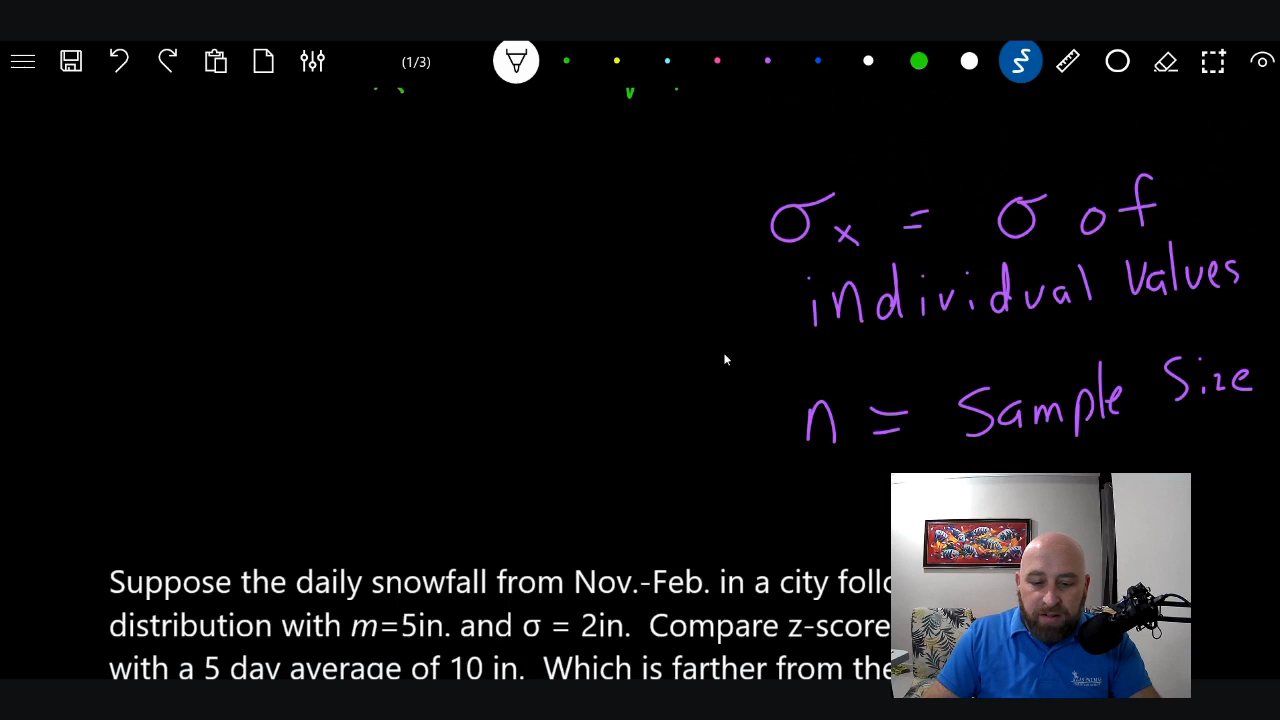 (1/3)
σx = σ of
individual values
n = Sample Size
Suppose the daily snowfall from Nov.-Feb. in a city follo
distribution with m=5in. and σ = 2in. Compare z-score
with a 5 day average of 10 in. Which is farther from the